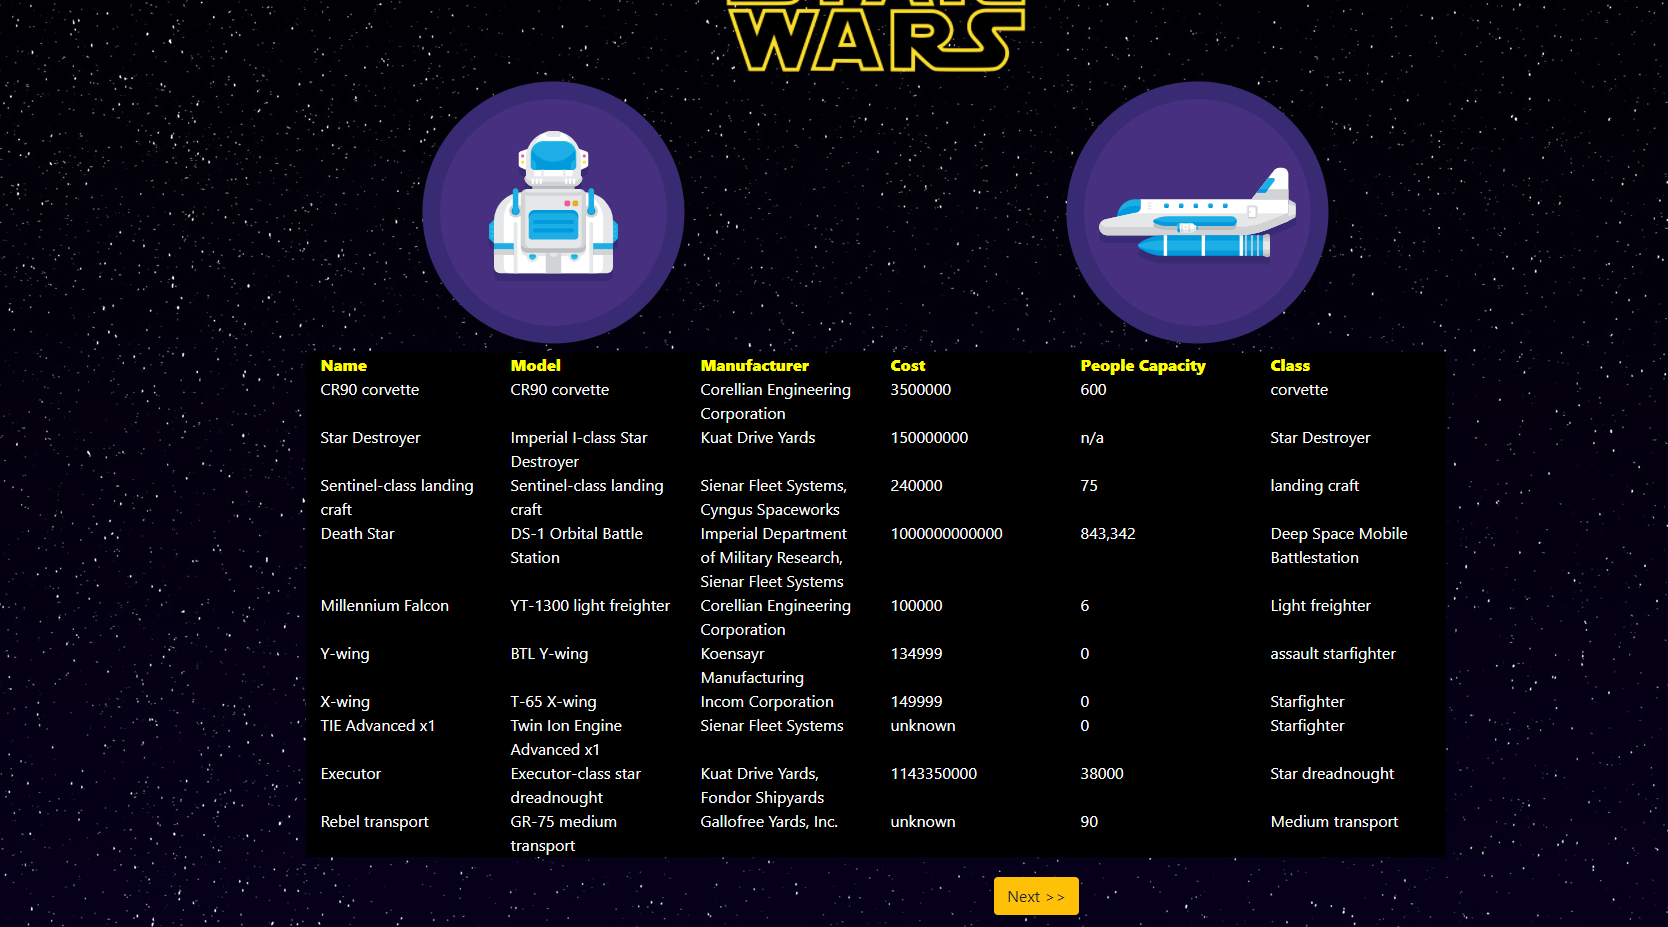 STAR
WARS
Name Model Manufacturer Cost People Capacity Class
CR90 corvette CR90 corvette Corellian Engineering 3500000 600 corvette
Corporation
Star Destroyer Imperial I-class Star Kuat Drive Yards 150000000 n/a Star Destroyer
Destroyer
Sentinel-class landing Sentinel-class landing Sienar Fleet Systems, 240000 75 landing craft
craft craft Cyngus Spaceworks
Death Star DS-1 Orbital Battle Imperial Department 1000000000000 843,342 Deep Space Mobile
Station of Military Research, Battlestation
Sienar Fleet Systems
Millennium Falcon YT-1300 light freighter Corellian Engineering 100000 6 Light freighter
Corporation
Y-wing BTL Y-wing Koensayr 134999 0 assault starfighter
Manufacturing
X-wing T-65 X-wing Incom Corporation 149999 0 Starfighter
TIE Advanced x1 Twin Ion Engine Sienar Fleet Systems unknown 0 Starfighter
Advanced x1
Executor Executor-class star Kuat Drive Yards, 1143350000 38000 Star dreadnought
dreadnought Fondor Shipyards
Rebel transport GR-75 medium Gallofree Yards, Inc. unknown 90 Medium transport
transport
Next >>